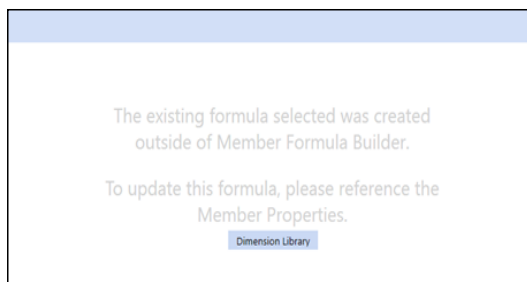 The existing formula selected was created
outside of Member Formula Builder.
To update this formula, please reference the
Member Properties.
Dimension Library